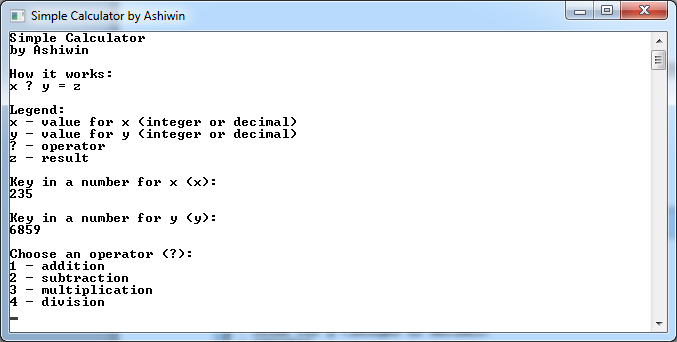 Simple Calculator by Ashiwin
Simple Calculator
by Ashiwin
How it works:
x ? y = z
Legend:
x - value for x (integer or decimal)
y - value for y (integer or decimal)
? - operator
z - result
Key in a number for x (x):
235
Key in a number for y (y):
6859
Choose an operator (?):
1 - addition
2 - subtraction
3 - multiplication
4 - division